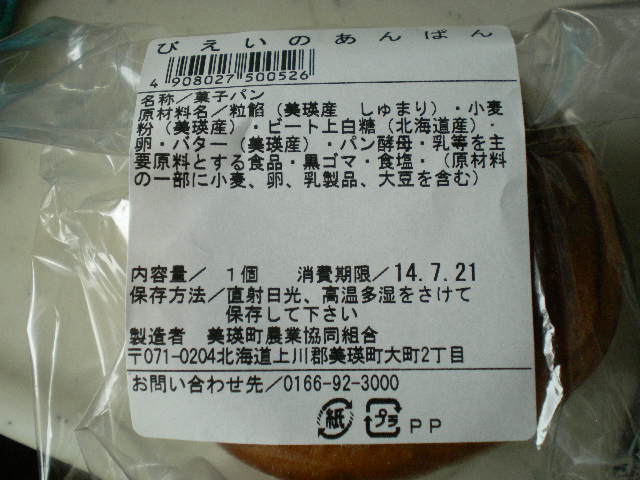 びえいのあんぱん
4 908027 500526
名称／菓子パン
原材料名／粒餡（美瑛産　しゅまり）・小麦
粉（美瑛産）・ビート上白糖（北海道産）・
卵・バター（美瑛産）・パン酵母・乳等を主
要原料とする食品・黒ゴマ・食塩・（原材料
の一部に小麦、卵、乳製品、大豆を含む）
内容量／　1個　　消費期限／14.7.21
保存方法／直射日光、高温多湿をさけて
保存して下さい
製造者　美瑛町農業協同組合
〒071-0204北海道上川郡美瑛町大町2丁目
お問い合わせ先／0166-92-3000
紙 プラ PP